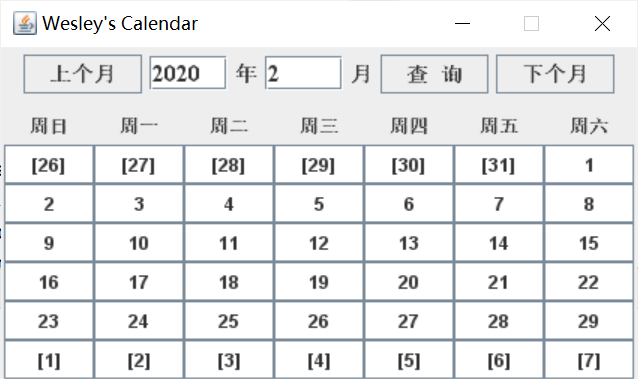 Wesley's Calendar
上个月 2020 年 2 月 查 询 下个月
周日 周一 周二 周三 周四 周五 周六
[26] [27] [28] [29] [30] [31] 1
2 3 4 5 6 7 8
9 10 11 12 13 14 15
16 17 18 19 20 21 22
23 24 25 26 27 28 29
[1] [2] [3] [4] [5] [6] [7]